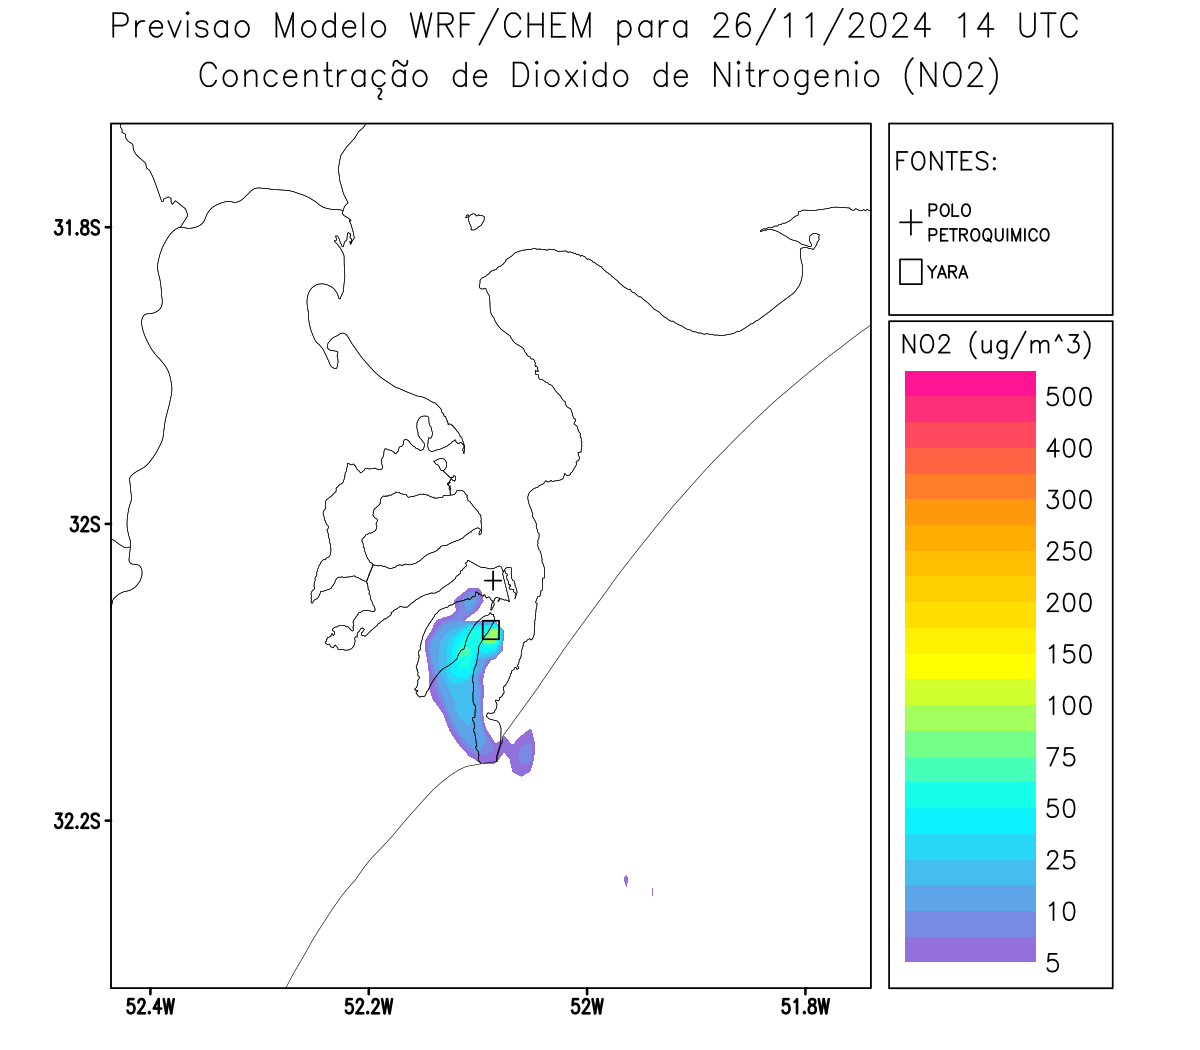 Previsao Modelo WRF/CHEM para 26/11/2024 14 UTC
Concentração de Dioxido de Nitrogenio (NO2)
FONTES:
POLO
PETROQUIMICO
YARA
NO2 (ug/m^3)
500
400
300
250
200
150
100
75
50
25
10
5
31.8S
32S
32.2S
52.4W
52.2W
52W
51.8W